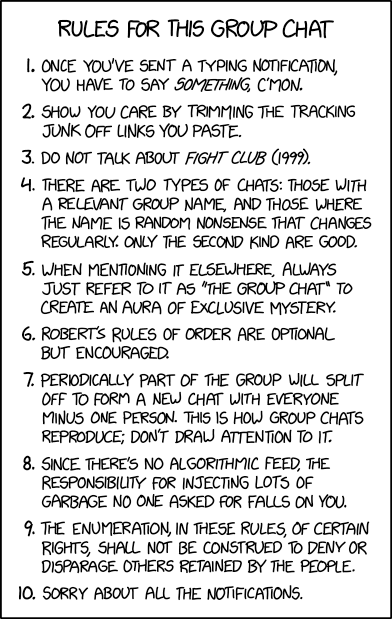 RULES FOR THIS GROUP CHAT
1. ONCE YOU'VE SENT A TYPING NOTIFICATION,
YOU HAVE TO SAY SOMETHING, C'MON.
2. SHOW YOU CARE BY TRIMMING THE TRACKING
JUNK OFF LINKS YOU PASTE.
3. DO NOT TALK ABOUT FIGHT CLUB (1999).
4. THERE ARE TWO TYPES OF CHATS: THOSE WITH
A RELEVANT GROUP NAME, AND THOSE WHERE
THE NAME IS RANDOM NONSENSE THAT CHANGES
REGULARLY. ONLY THE SECOND KIND ARE GOOD.
5. WHEN MENTIONING IT ELSEWHERE, ALWAYS
JUST REFER TO IT AS "THE GROUP CHAT" TO
CREATE AN AURA OF EXCLUSIVE MYSTERY.
6. ROBERT'S RULES OF ORDER ARE OPTIONAL
BUT ENCOURAGED.
7. PERIODICALLY PART OF THE GROUP WILL SPLIT
OFF TO FORM A NEW CHAT WITH EVERYONE
MINUS ONE PERSON. THIS IS HOW GROUP CHATS
REPRODUCE; DON'T DRAW ATTENTION TO IT.
8. SINCE THERE'S NO ALGORITHMIC FEED, THE
RESPONSIBILITY FOR INJECTING LOTS OF
GARBAGE NO ONE ASKED FOR FALLS ON YOU.
9. THE ENUMERATION, IN THESE RULES, OF CERTAIN
RIGHTS, SHALL NOT BE CONSTRUED TO DENY OR
DISPARAGE OTHERS RETAINED BY THE PEOPLE.
10. SORRY ABOUT ALL THE NOTIFICATIONS.